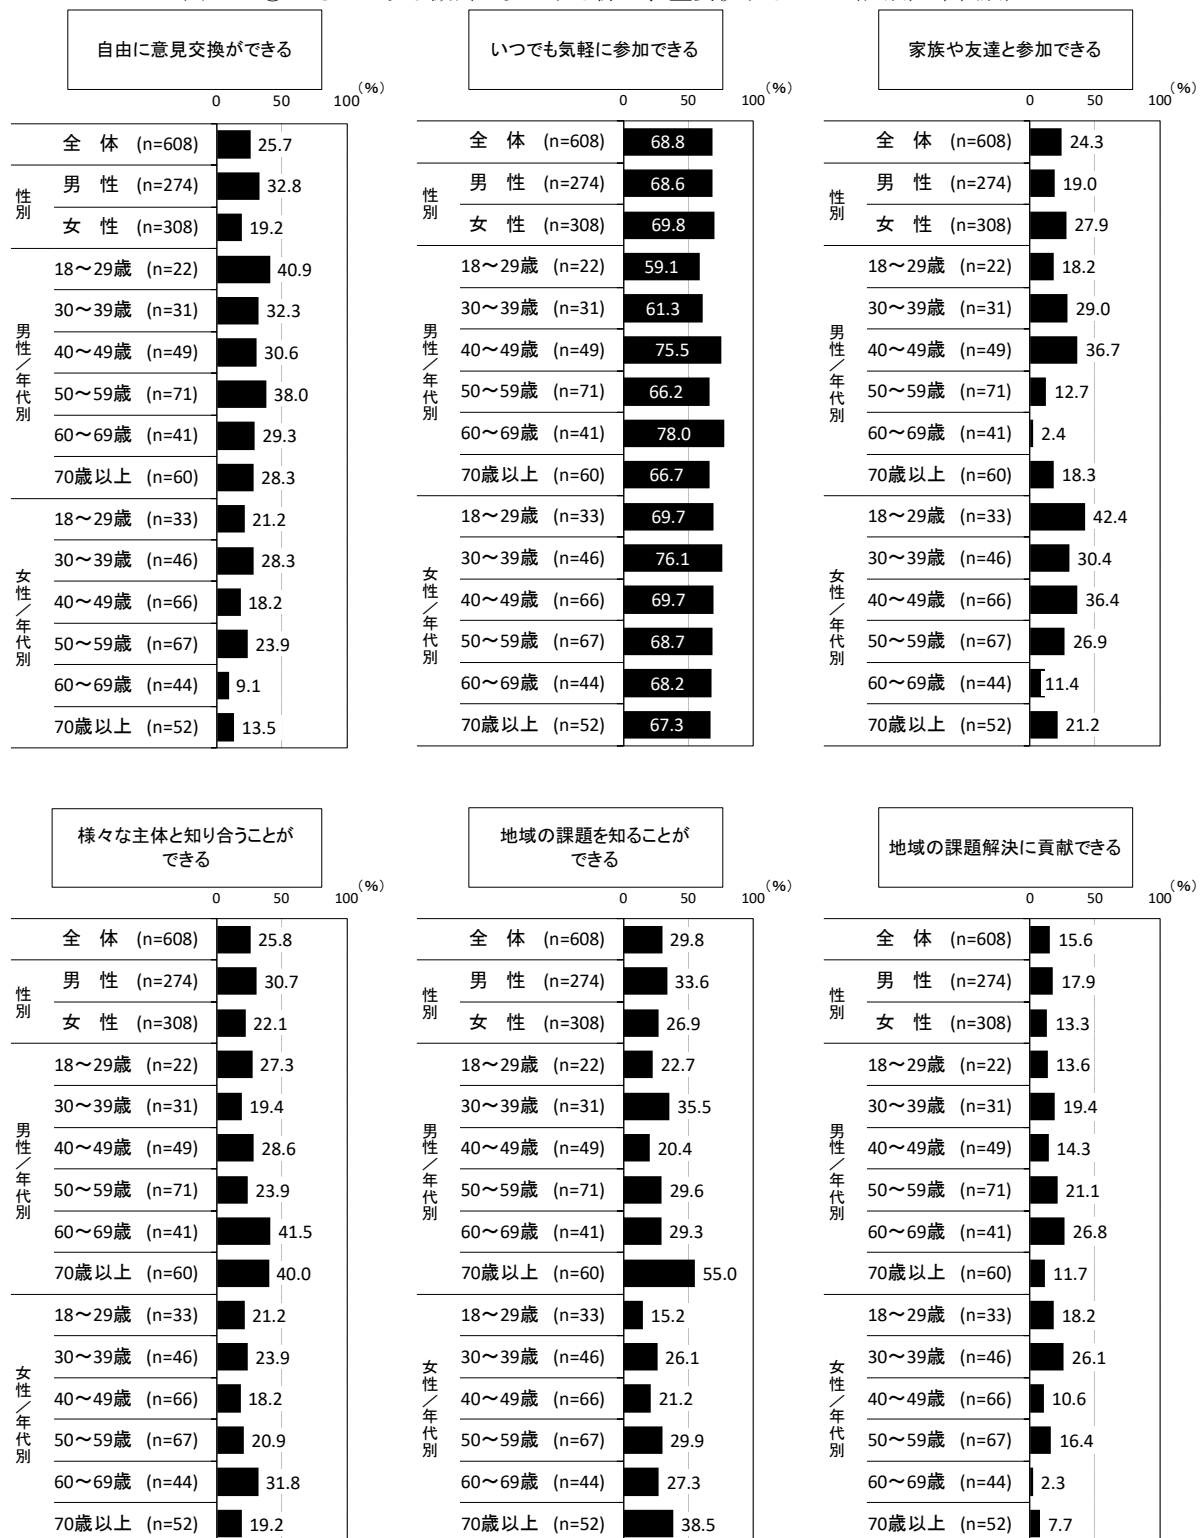 自由に意見交換ができる
0 50 100 (%)
全 体 (n=608) 25.7
性別
男 性 (n=274) 32.8
女 性 (n=308) 19.2
男性/年代別
18~29歳 (n=22) 40.9
30~39歳 (n=31) 32.3
40~49歳 (n=49) 30.6
50~59歳 (n=71) 38.0
60~69歳 (n=41) 29.3
70歳以上 (n=60) 28.3
女性/年代別
18~29歳 (n=33) 21.2
30~39歳 (n=46) 28.3
40~49歳 (n=66) 18.2
50~59歳 (n=67) 23.9
60~69歳 (n=44) 9.1
70歳以上 (n=52) 13.5
いつでも気軽に参加できる
0 50 100 (%)
全 体 (n=608) 68.8
性別
男 性 (n=274) 68.6
女 性 (n=308) 69.8
男性/年代別
18~29歳 (n=22) 59.1
30~39歳 (n=31) 61.3
40~49歳 (n=49) 75.5
50~59歳 (n=71) 66.2
60~69歳 (n=41) 78.0
70歳以上 (n=60) 66.7
女性/年代別
18~29歳 (n=33) 69.7
30~39歳 (n=46) 76.1
40~49歳 (n=66) 69.7
50~59歳 (n=67) 68.7
60~69歳 (n=44) 68.2
70歳以上 (n=52) 67.3
家族や友達と参加できる
0 50 100 (%)
全 体 (n=608) 24.3
性別
男 性 (n=274) 19.0
女 性 (n=308) 27.9
男性/年代別
18~29歳 (n=22) 18.2
30~39歳 (n=31) 29.0
40~49歳 (n=49) 36.7
50~59歳 (n=71) 12.7
60~69歳 (n=41) 2.4
70歳以上 (n=60) 18.3
女性/年代別
18~29歳 (n=33) 42.4
30~39歳 (n=46) 30.4
40~49歳 (n=66) 36.4
50~59歳 (n=67) 26.9
60~69歳 (n=44) 11.4
70歳以上 (n=52) 21.2
様々な主体と知り合うことが
できる
0 50 100 (%)
全 体 (n=608) 25.8
性別
男 性 (n=274) 30.7
女 性 (n=308) 22.1
男性/年代別
18~29歳 (n=22) 27.3
30~39歳 (n=31) 19.4
40~49歳 (n=49) 28.6
50~59歳 (n=71) 23.9
60~69歳 (n=41) 41.5
70歳以上 (n=60) 40.0
女性/年代別
18~29歳 (n=33) 21.2
30~39歳 (n=46) 23.9
40~49歳 (n=66) 18.2
50~59歳 (n=67) 20.9
60~69歳 (n=44) 31.8
70歳以上 (n=52) 19.2
地域の課題を知ることが
できる
0 50 100 (%)
全 体 (n=608) 29.8
性別
男 性 (n=274) 33.6
女 性 (n=308) 26.9
男性/年代別
18~29歳 (n=22) 22.7
30~39歳 (n=31) 35.5
40~49歳 (n=49) 20.4
50~59歳 (n=71) 29.6
60~69歳 (n=41) 29.3
70歳以上 (n=60) 55.0
女性/年代別
18~29歳 (n=33) 15.2
30~39歳 (n=46) 26.1
40~49歳 (n=66) 21.2
50~59歳 (n=67) 29.9
60~69歳 (n=44) 27.3
70歳以上 (n=52) 38.5
地域の課題解決に貢献できる
0 50 100 (%)
全 体 (n=608) 15.6
性別
男 性 (n=274) 17.9
女 性 (n=308) 13.3
男性/年代別
18~29歳 (n=22) 13.6
30~39歳 (n=31) 19.4
40~49歳 (n=49) 14.3
50~59歳 (n=71) 21.1
60~69歳 (n=41) 26.8
70歳以上 (n=60) 11.7
女性/年代別
18~29歳 (n=33) 18.2
30~39歳 (n=46) 26.1
40~49歳 (n=66) 10.6
50~59歳 (n=67) 16.4
60~69歳 (n=44) 2.3
70歳以上 (n=52) 7.7